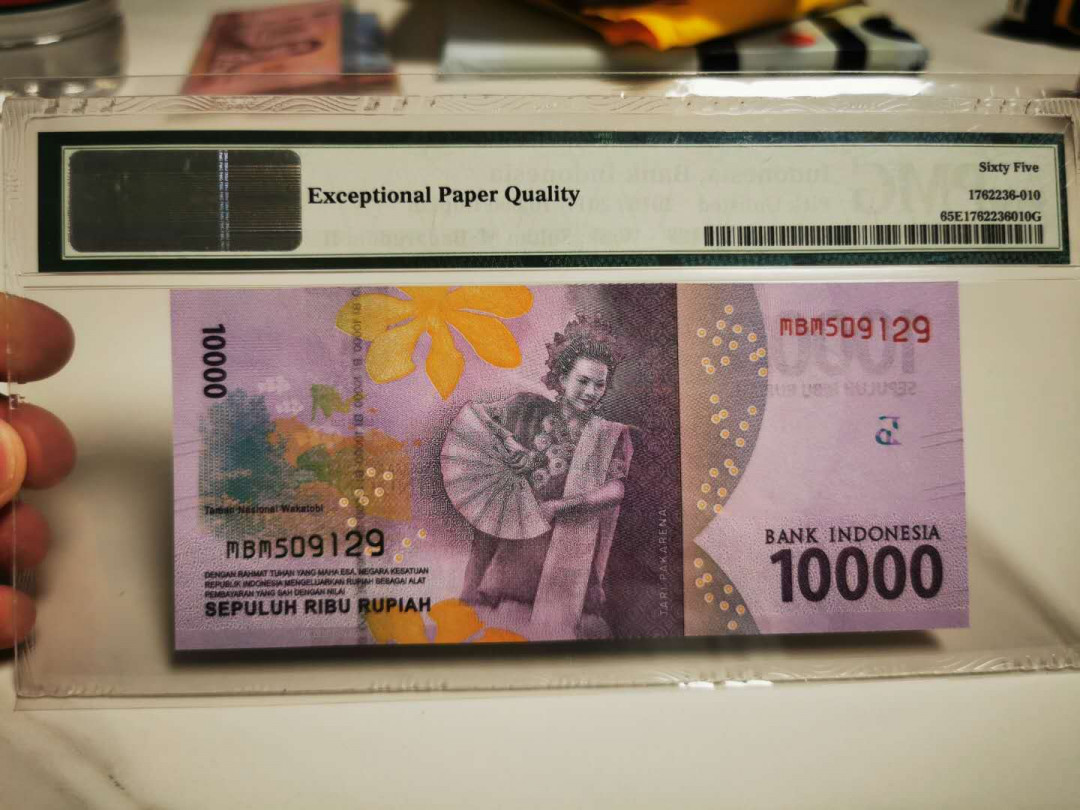 Exceptional Paper Quality
Sixty Five
1762236-010
65E1762236010G
10000
MBM509129
Taman Nasional Wakatobi
MBM509129
DENGAN RAHMAT TUHAN YANG MAHA ESA, NEGARA KESATUAN
REPUBLIK INDONESIA MENGELUARKAN RUPIAH SEBAGAI ALAT
PEMBAYARAN YANG SAH DENGAN NILAI
SEPULUH RIBU RUPIAH
TARI PAKARENA
BANK INDONESIA
10000